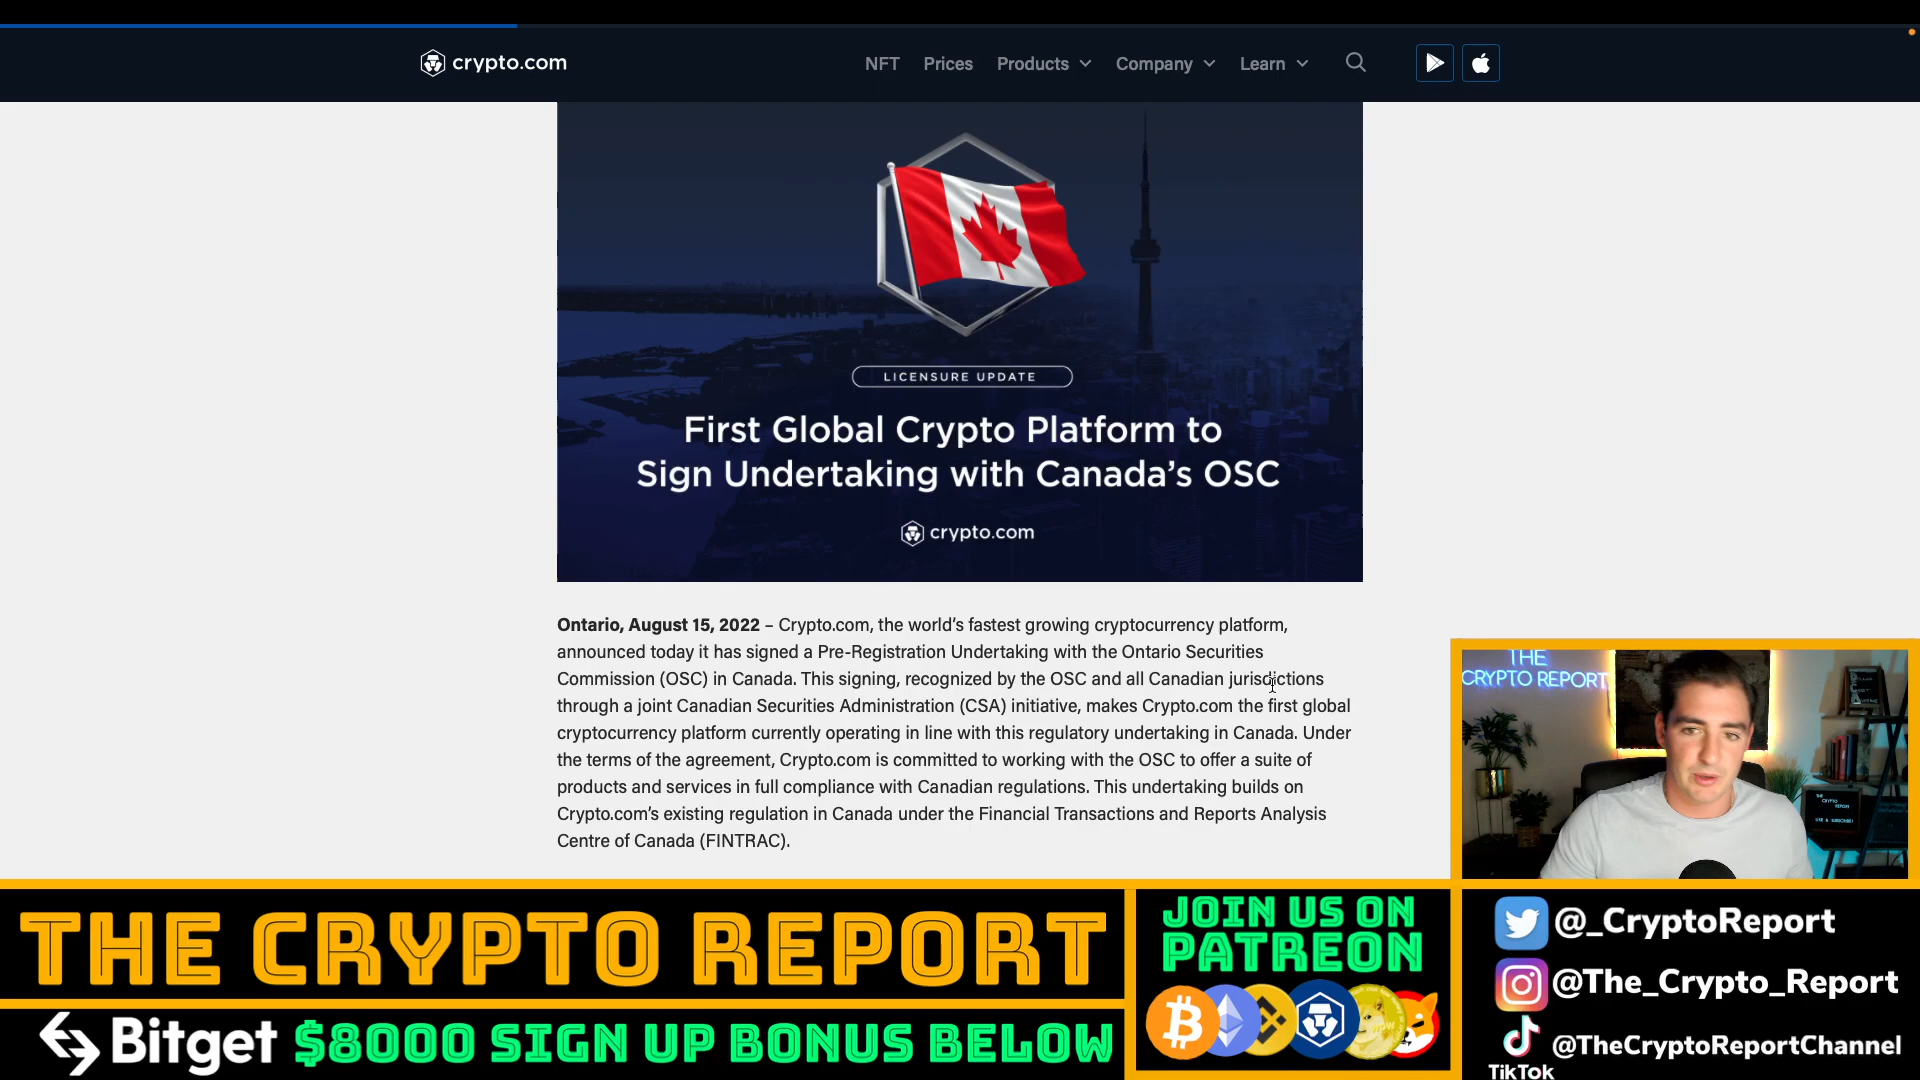 crypto.com
NFT Prices Products Company Learn
LICENSURE UPDATE
First Global Crypto Platform to
Sign Undertaking with Canada's OSC
crypto.com
Ontario, August 15, 2022 – Crypto.com, the world's fastest growing cryptocurrency platform,
announced today it has signed a Pre-Registration Undertaking with the Ontario Securities
Commission (OSC) in Canada. This signing, recognized by the OSC and all Canadian jurisdictions
through a joint Canadian Securities Administration (CSA) initiative, makes Crypto.com the first global
cryptocurrency platform currently operating in line with this regulatory undertaking in Canada. Under
the terms of the agreement, Crypto.com is committed to working with the OSC to offer a suite of
products and services in full compliance with Canadian regulations. This undertaking builds on
Crypto.com's existing regulation in Canada under the Financial Transactions and Reports Analysis
Centre of Canada (FINTRAC).
THE
CRYPTO REPORT
THE
CRYPTO
REPORT
LIKE & SUBSCRIBE!
THE CRYPTO REPORT
Bitget $8000 SIGN UP BONUS BELOW
JOIN US ON
PATREON
@_CryptoReport
@The_Crypto_Report
@TheCryptoReportChannel
TikTok